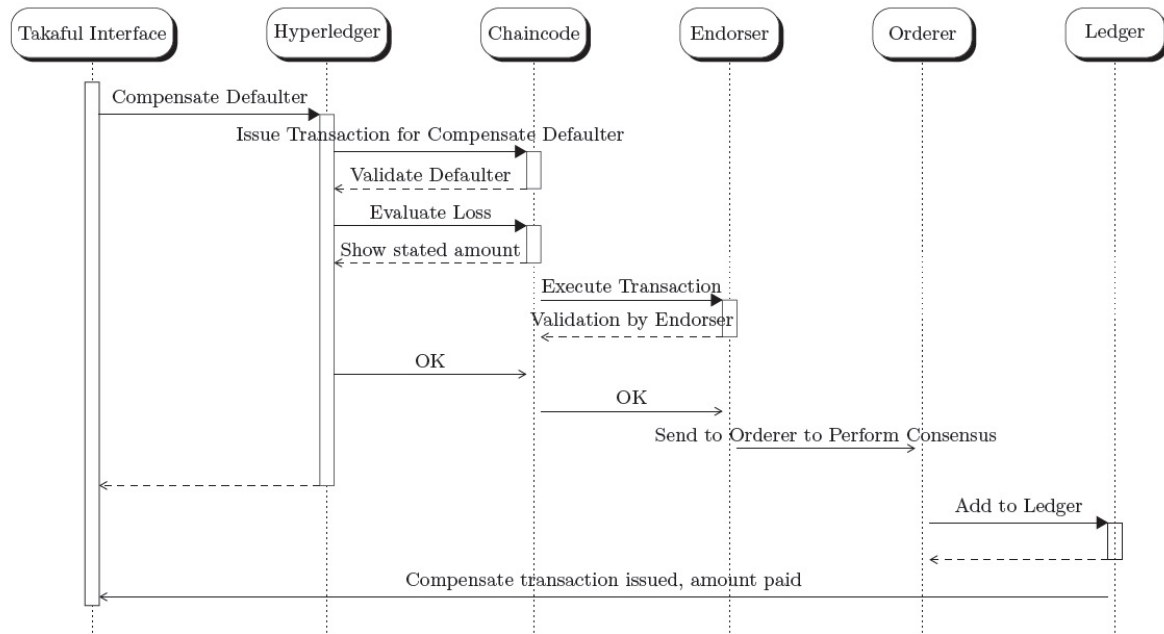 Takaful Interface
Hyperledger
Chaincode
Endorser
Orderer
Ledger
Compensate Defaulter
Issue Transaction for Compensate Defaulter
Validate Defaulter
Evaluate Loss
Show stated amount
Execute Transaction
Validation by Endorser
OK
OK
Send to Orderer to Perform Consensus
Add to Ledger
Compensate transaction issued, amount paid